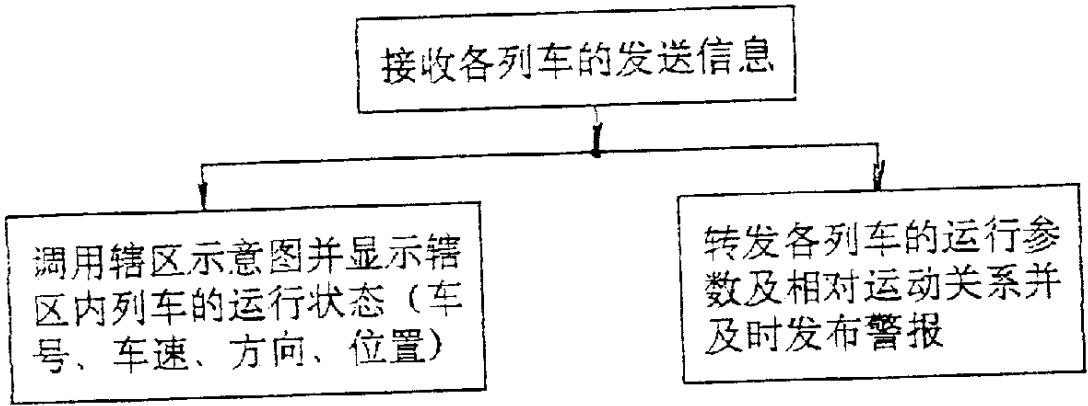 接收各列车的发送信息
调用辖区示意图并显示辖
区内列车的运行状态（车
号、车速、方向、位置）
转发各列车的运行参
数及相对运动关系并
及时发布警报